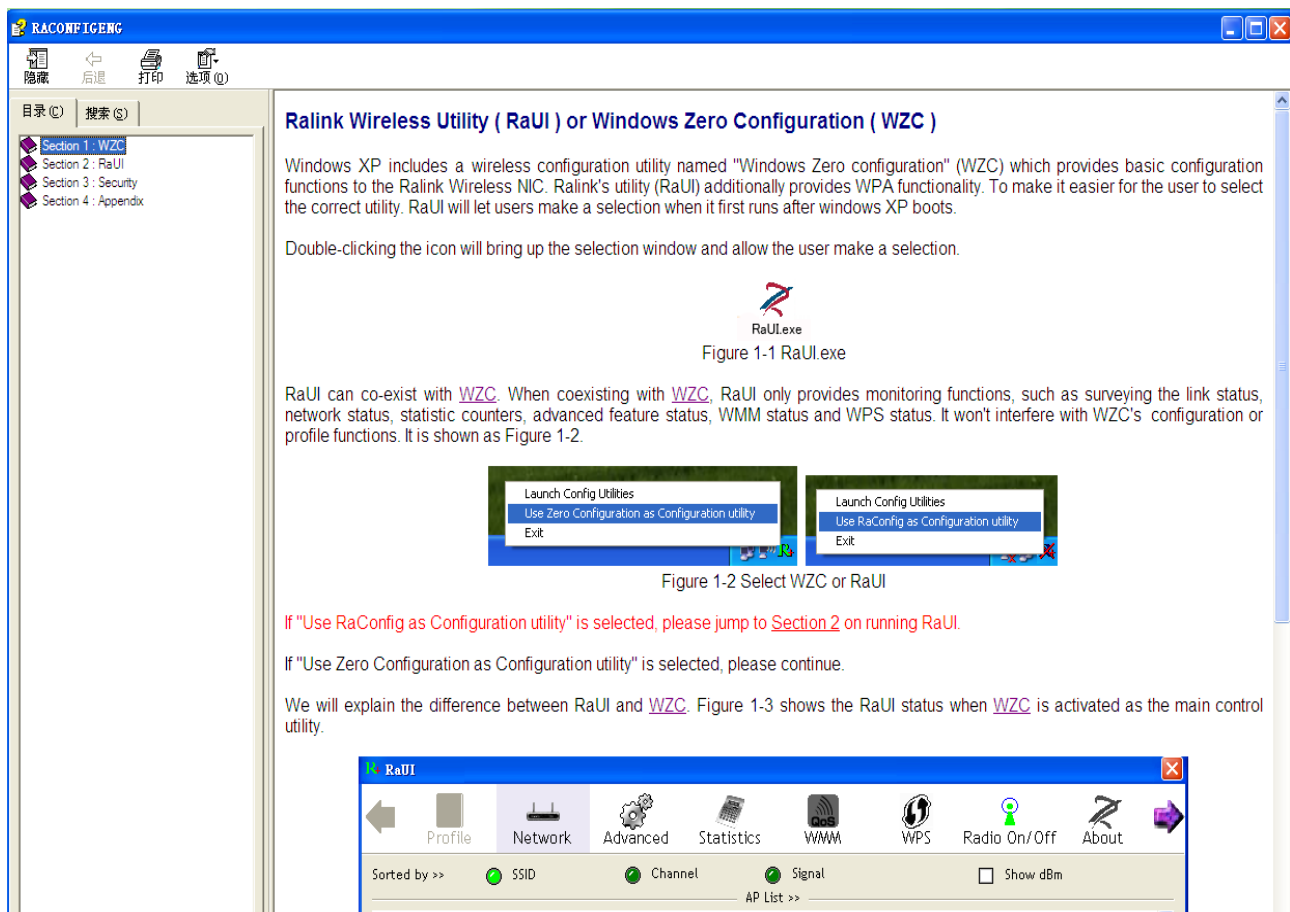 RACONFIGENG
隐藏 后退 打印 选项(O)
目录(C) 搜索(S)
Section 1 : WZC
Section 2 : RaUI
Section 3 : Security
Section 4 : Appendix
Ralink Wireless Utility ( RaUI ) or Windows Zero Configuration ( WZC )
Windows XP includes a wireless configuration utility named "Windows Zero configuration" (WZC) which provides basic configuration
functions to the Ralink Wireless NIC. Ralink's utility (RaUI) additionally provides WPA functionality. To make it easier for the user to select
the correct utility. RaUI will let users make a selection when it first runs after windows XP boots.
Double-clicking the icon will bring up the selection window and allow the user make a selection.
RaUI.exe
Figure 1-1 RaUI.exe
RaUI can co-exist with WZC. When coexisting with WZC, RaUI only provides monitoring functions, such as surveying the link status,
network status, statistic counters, advanced feature status, WMM status and WPS status. It won't interfere with WZC's configuration or
profile functions. It is shown as Figure 1-2.
Launch Config Utilities
Use Zero Configuration as Configuration utility
Exit
Launch Config Utilities
Use RaConfig as Configuration utility
Exit
Figure 1-2 Select WZC or RaUI
If "Use RaConfig as Configuration utility" is selected, please jump to Section 2 on running RaUI.
If "Use Zero Configuration as Configuration utility" is selected, please continue.
We will explain the difference between RaUI and WZC. Figure 1-3 shows the RaUI status when WZC is activated as the main control
utility.
RaUI
QoS
Profile Network Advanced Statistics WMM WPS Radio On/Off About
Sorted by >> SSID Channel Signal Show dBm
AP List >>